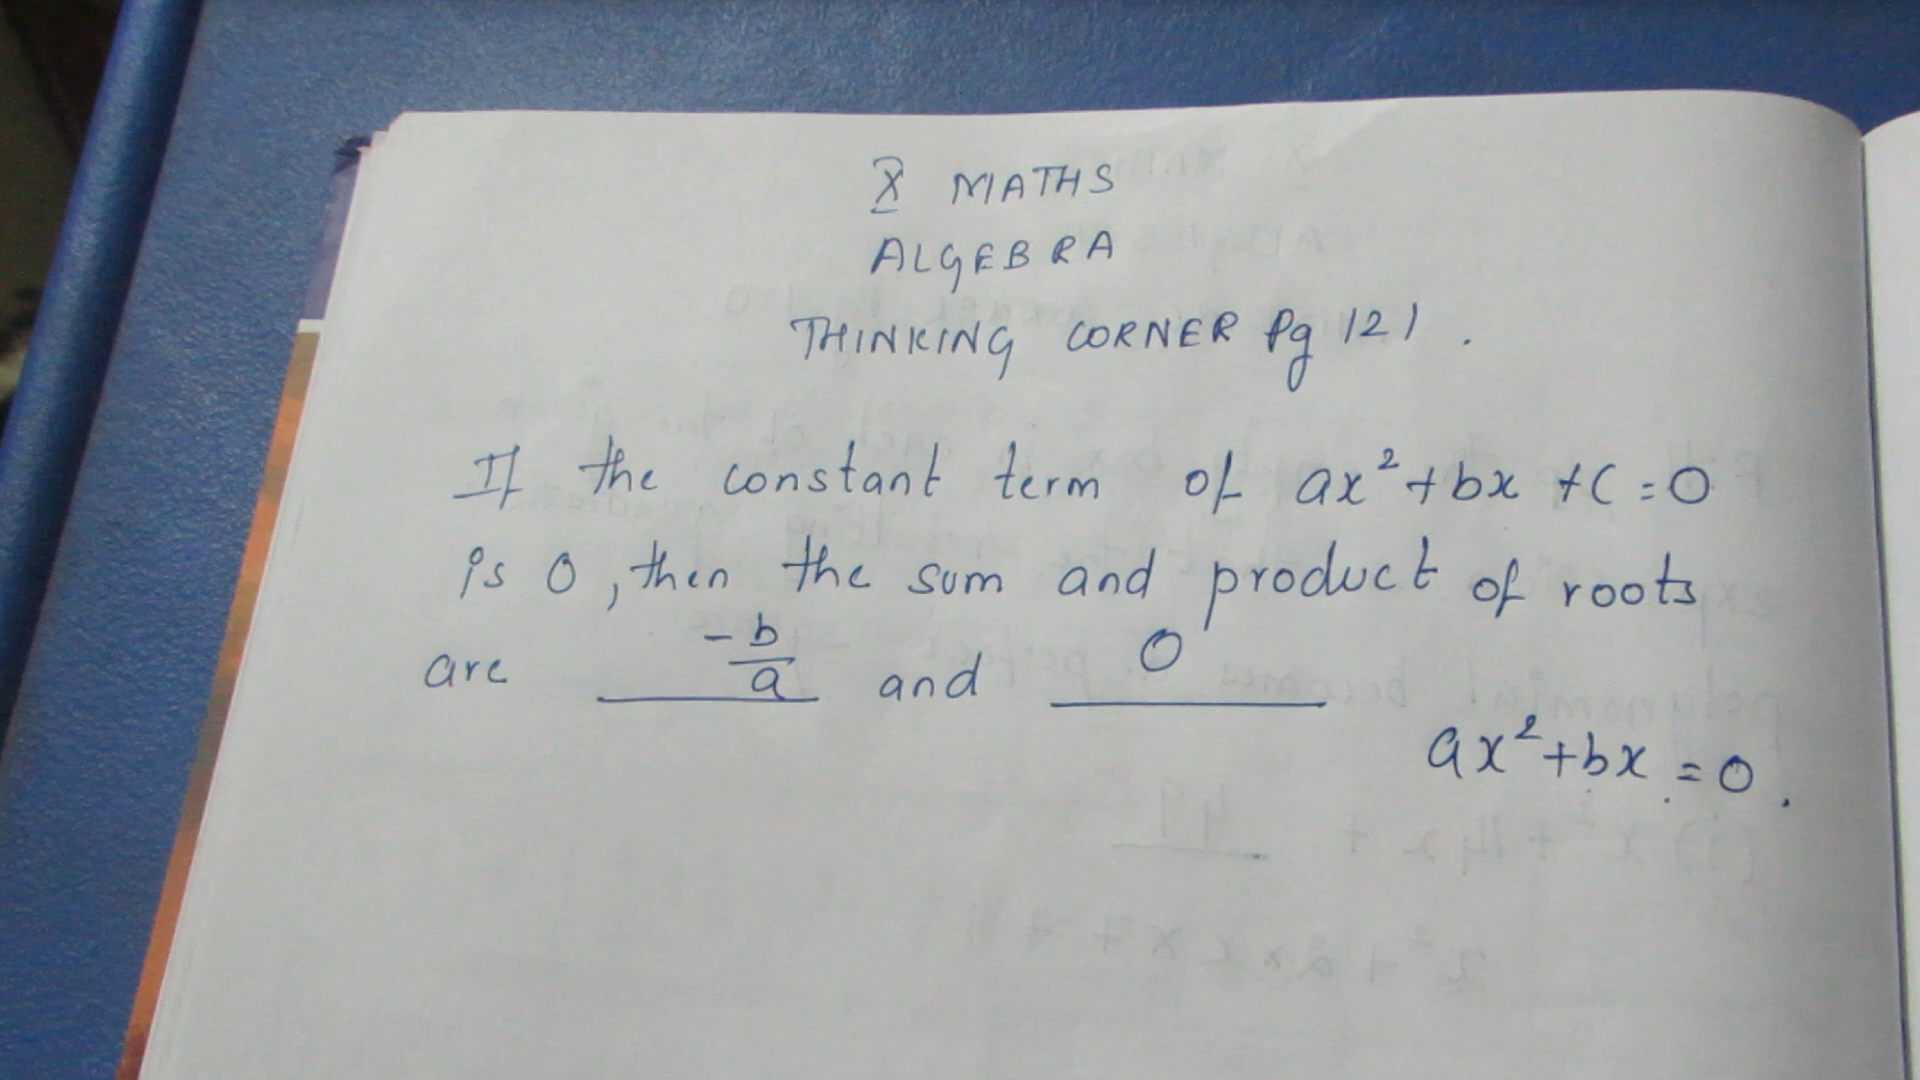 X MATHS
ALGEBRA
THINKING CORNER Pg 121.
If the constant term of ax²+bx+c=0
is 0, then the sum and product of roots
are -b/a and 0
ax²+bx=0.